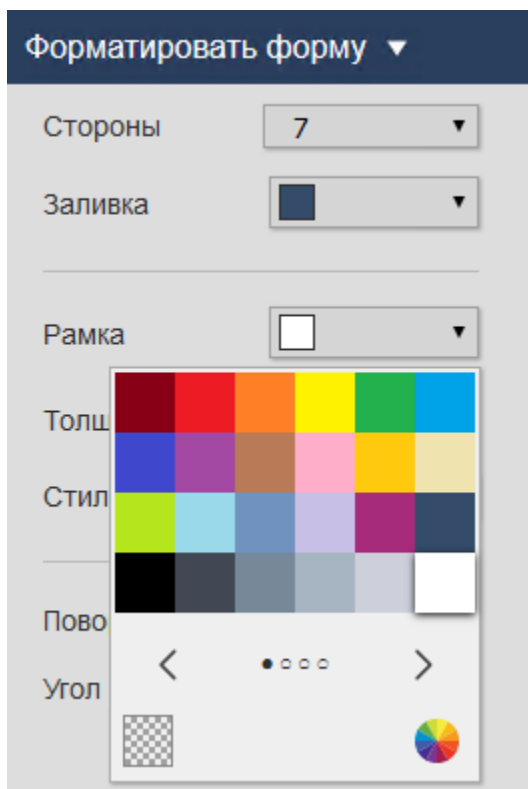 Форматировать форму
Стороны 7
Заливка
Рамка
Толщ
Стил
Пово
Угол